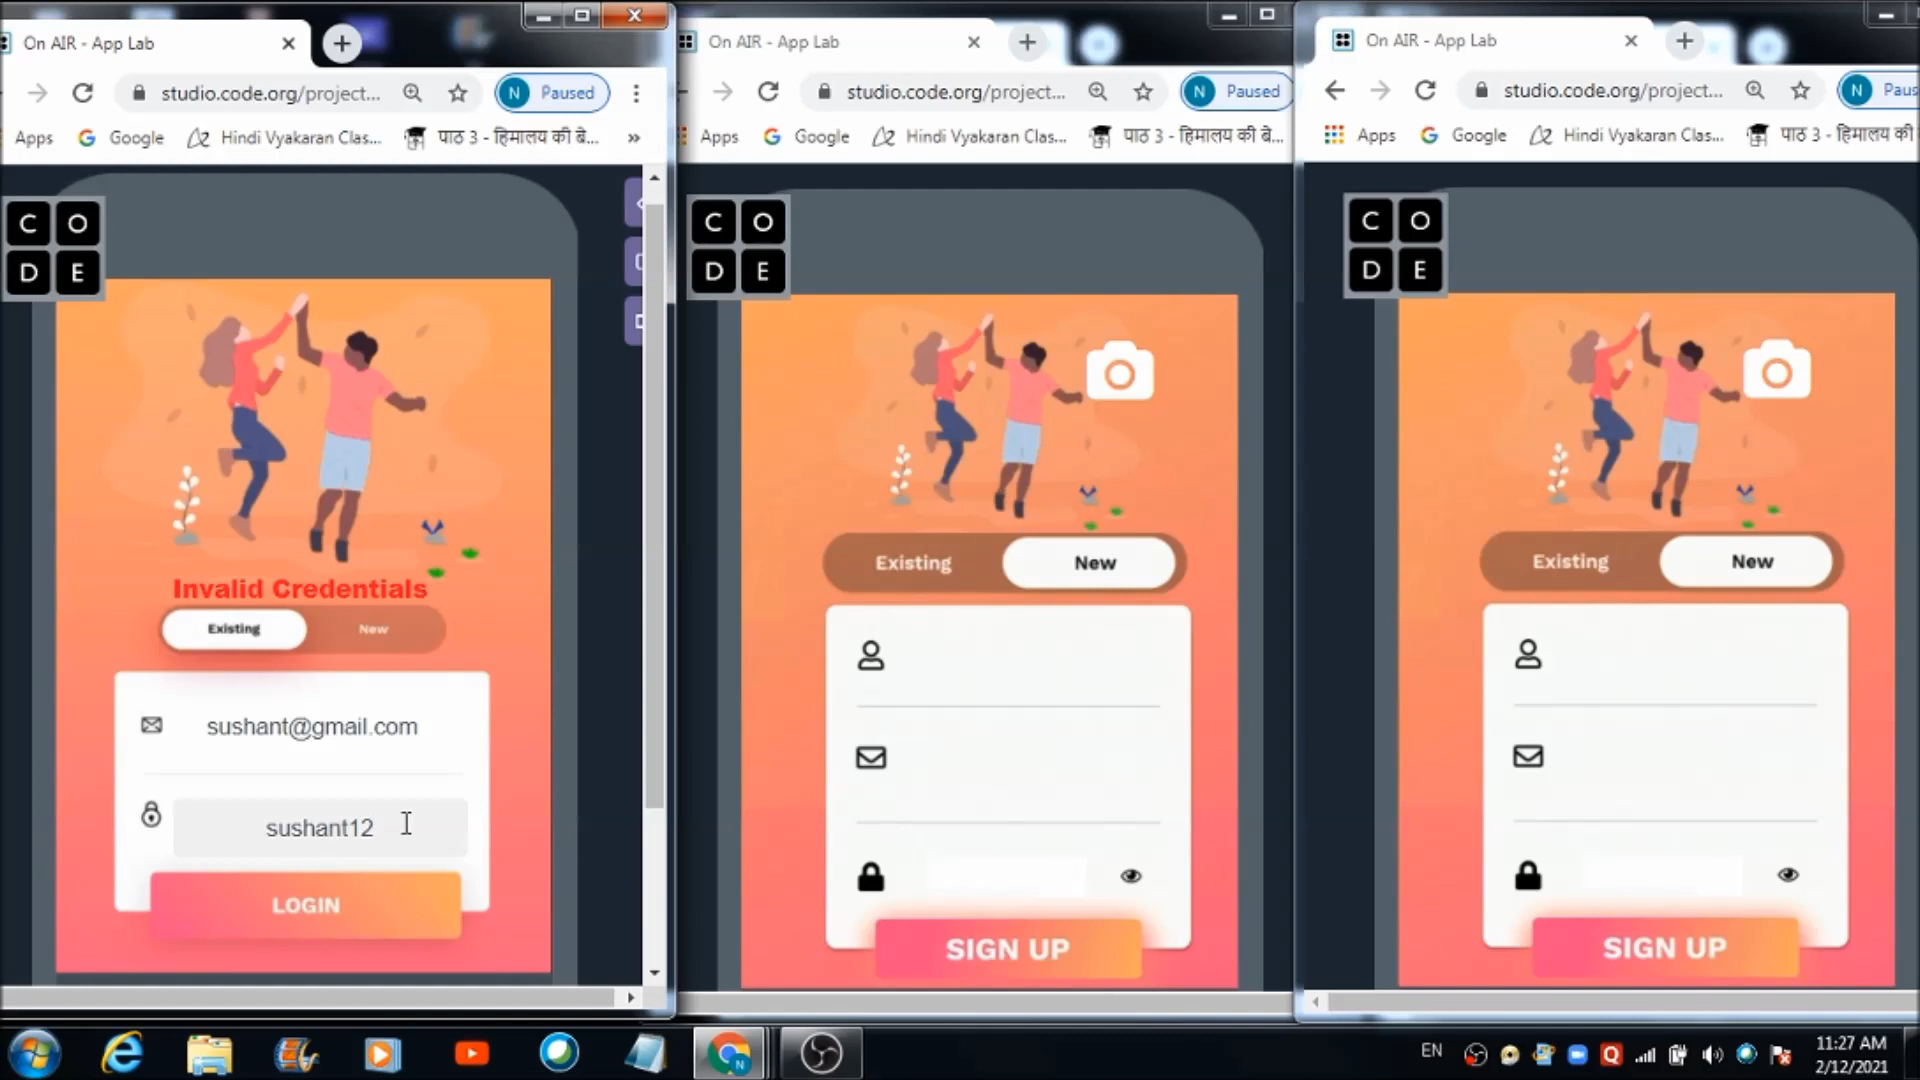 On AIR - App Lab
studio.code.org/project...
N Paused
Apps Google Hindi Vyakaran Clas... पाठ 3 - हिमालय की बे... »
C O
D E
Invalid Credentials
Existing New
sushant@gmail.com
sushant12
LOGIN
On AIR - App Lab
studio.code.org/project...
N Paused
Apps Google Hindi Vyakaran Clas... पाठ 3 - हिमालय की बे...
C O
D E
Existing New
SIGN UP
On AIR - App Lab
studio.code.org/project...
N Paus
Apps Google Hindi Vyakaran Clas... पाठ 3 - हिमालय की
C O
D E
Existing New
SIGN UP
EN
11:27 AM
2/12/2021